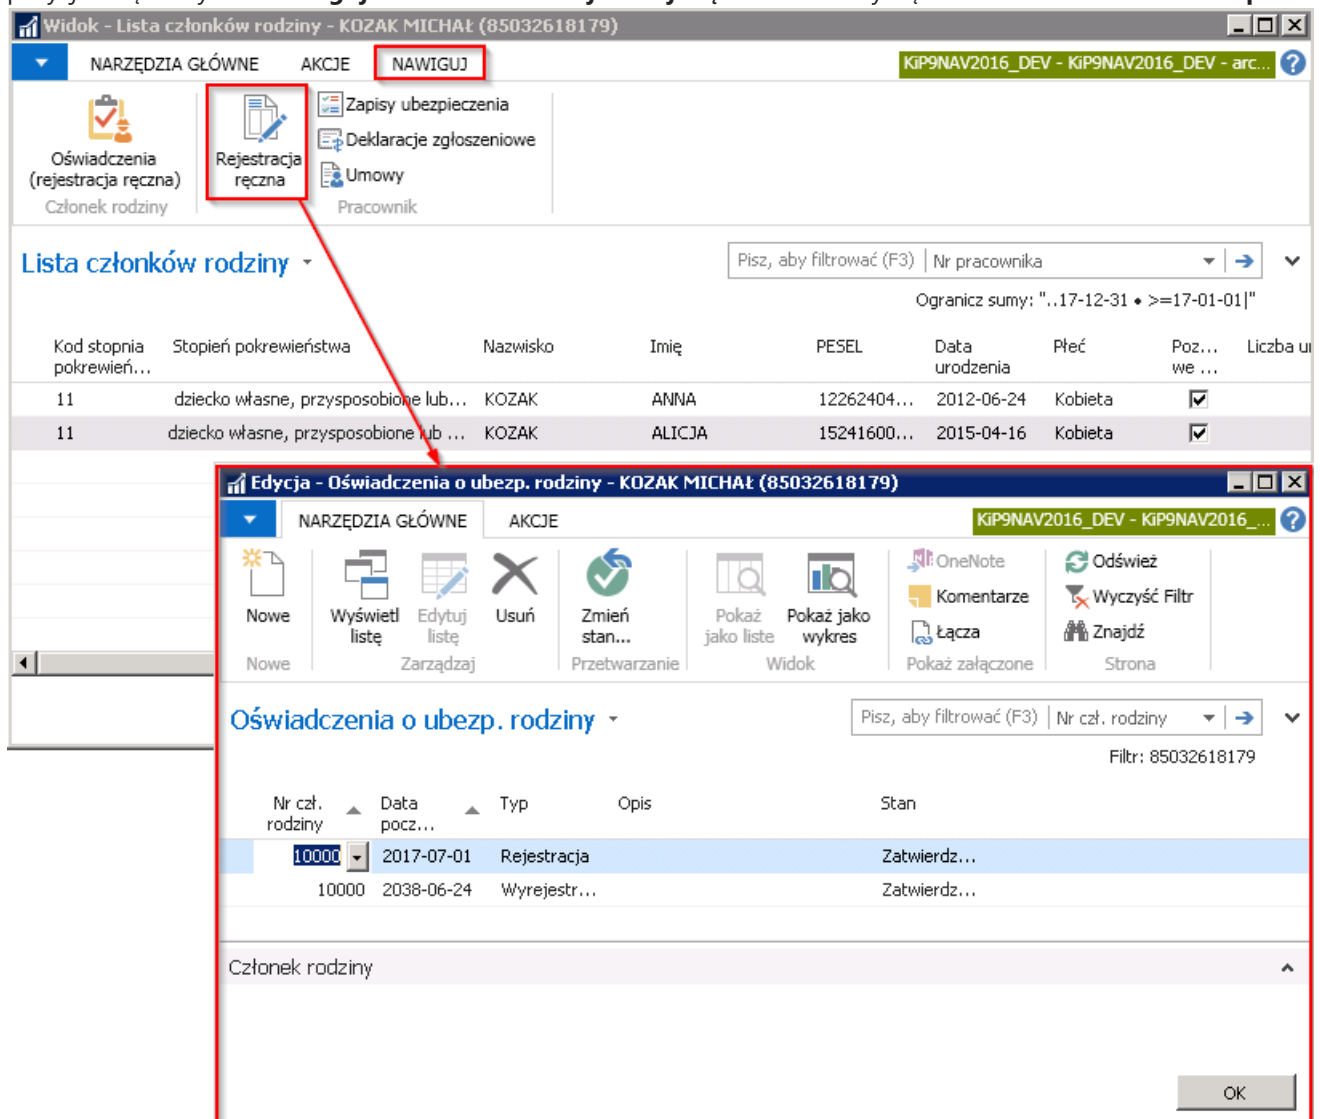 Widok - Lista członków rodziny - KOZAK MICHAŁ (85032618179)
NARZĘDZIA GŁÓWNE AKCJE NAWIGUJ KiP9NAV2016_DEV - KiP9NAV2016_DEV - arc... ?
Oświadczenia
(rejestracja ręczna)
Członek rodziny
Rejestracja
ręczna
Zapisy ubezpieczenia
Deklaracje zgłoszeniowe
Umowy
Pracownik
Lista członków rodziny
Pisz, aby filtrować (F3) Nr pracownika
Ogranicz sumy: "..17-12-31 • >=17-01-01|"
Kod stopnia Stopień pokrewieństwa Nazwisko Imię PESEL Data Płeć Poz... Liczba u
pokrewień... urodzenia we ...
11 dziecko własne, przysposobione lub... KOZAK ANNA 12262404... 2012-06-24 Kobieta
11 dziecko własne, przysposobione lub ... KOZAK ALICJA 15241600... 2015-04-16 Kobieta
Edycja - Oświadczenia o ubezp. rodziny - KOZAK MICHAŁ (85032618179)
NARZĘDZIA GŁÓWNE AKCJE KiP9NAV2016_DEV - KiP9NAV2016_... ?
Nowe
Nowe
Wyświetl
listę
Edytuj
listę
Usuń
Zarządzaj
Zmień
stan...
Przetwarzanie
Pokaż
jako liste
Pokaż jako
wykres
Widok
OneNote
Komentarze
Łącza
Pokaż załączone
Odśwież
Wyczyść Filtr
Znajdź
Strona
Oświadczenia o ubezp. rodziny
Pisz, aby filtrować (F3) Nr czł. rodziny
Filtr: 85032618179
Nr czł. Data Typ Opis Stan
rodziny pocz...
10000 2017-07-01 Rejestracja Zatwierdz...
10000 2038-06-24 Wyrejestr... Zatwierdz...
Członek rodziny
OK